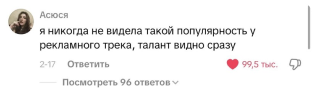 Асюся
я никогда не видела такой популярность у
рекламного трека, талант видно сразу
2-17 Ответить 99,5 тыс.
Посмотреть 96 ответов